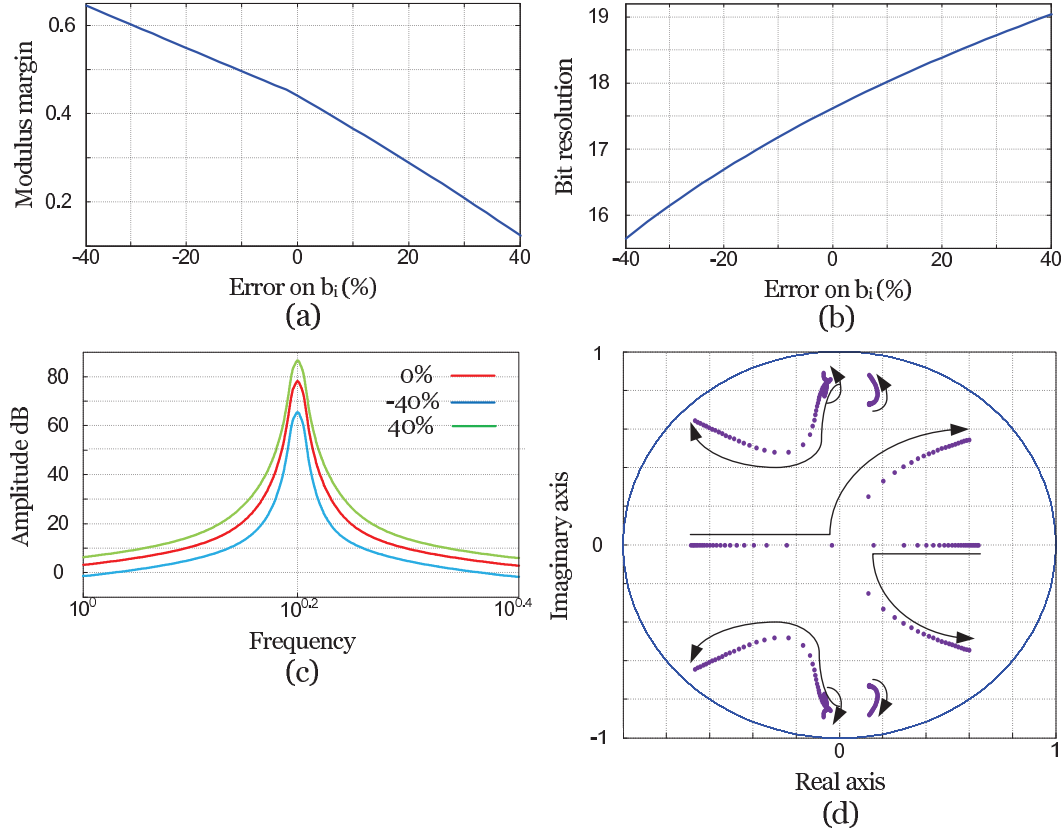 0.6
0.4
0.2
Modulus margin
-40
-20
0
20
40
Error on bi (%)
(a)
19
18
17
16
Bit resolution
-40
-20
0
20
40
Error on bi (%)
(b)
80
60
40
20
0
Amplitude dB
0%
-40%
40%
10^0
10^0.2
10^0.4
Frequency
(c)
1
0
-1
Imaginary axis
0
1
Real axis
(d)